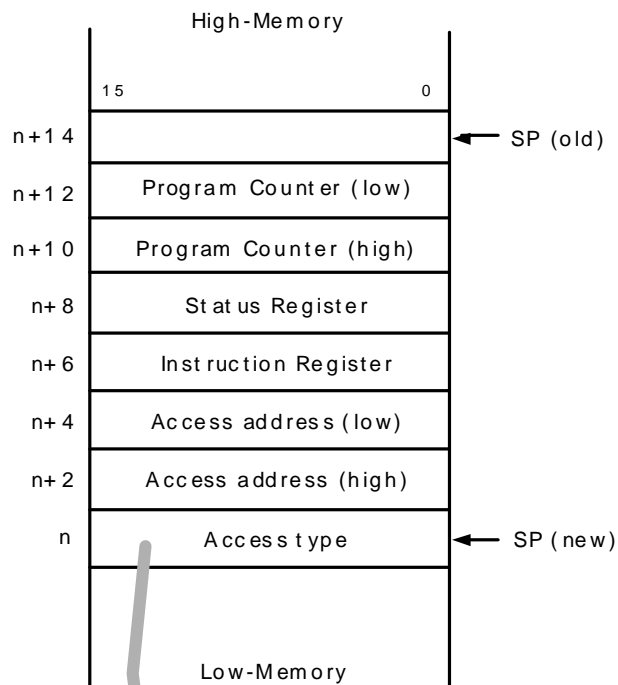 High-Memory
15 0
n+14 SP (old)
n+12 Program Counter (low)
n+10 Program Counter (high)
n+8 Status Register
n+6 Instruction Register
n+4 Access address (low)
n+2 Access address (high)
n Access type SP (new)
Low-Memory